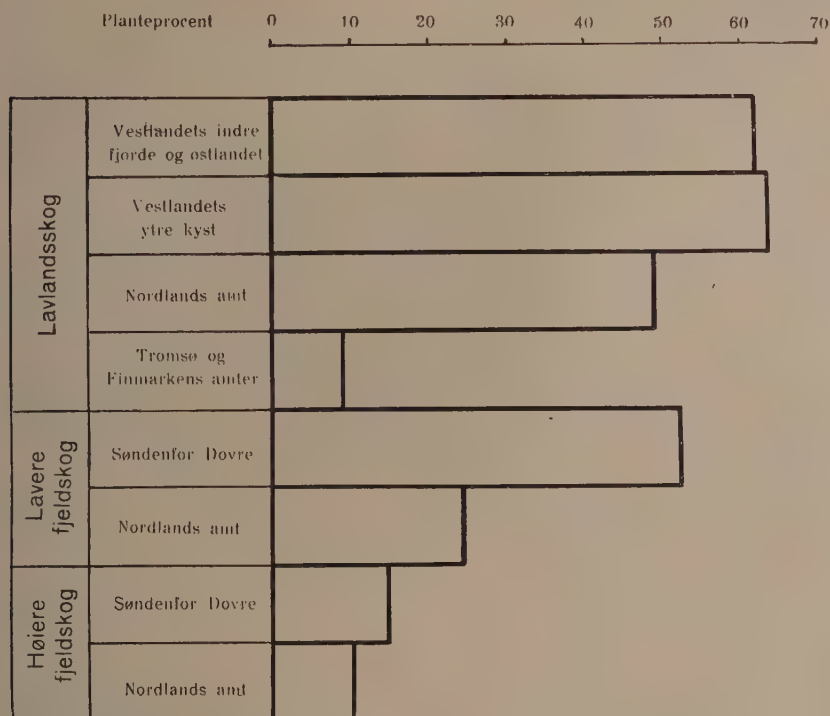 Planteprocent 0 10 20 30 40 50 60 70
Lavlandsskog
Vestlandets indre
fjorde og østlandet
Vestlandets
ytre kyst
Nordlands amt
Tromsø og
Finmarkens amter
Lavere
fjeldskog
Søndenfor Dovre
Nordlands amt
Høiere
fjeldskog
Søndenfor Dovre
Nordlands amt